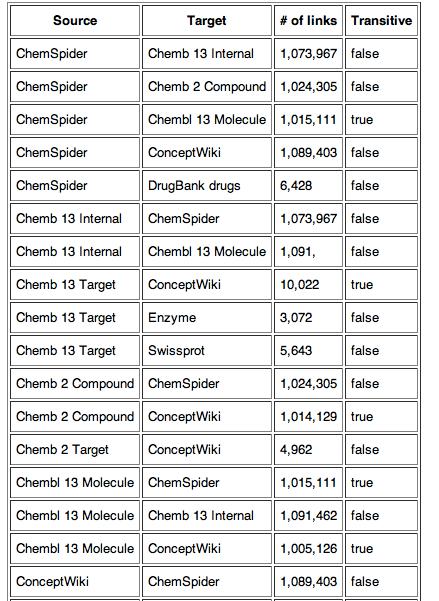 Source Target # of links Transitive
ChemSpider Chemb 13 Internal 1,073,967 false
ChemSpider Chemb 2 Compound 1,024,305 false
ChemSpider Chembl 13 Molecule 1,015,111 true
ChemSpider ConceptWiki 1,089,403 false
ChemSpider DrugBank drugs 6,428 false
Chemb 13 Internal ChemSpider 1,073,967 false
Chemb 13 Internal Chembl 13 Molecule 1,091, false
Chemb 13 Target ConceptWiki 10,022 true
Chemb 13 Target Enzyme 3,072 false
Chemb 13 Target Swissprot 5,643 false
Chemb 2 Compound ChemSpider 1,024,305 false
Chemb 2 Compound ConceptWiki 1,014,129 true
Chemb 2 Target ConceptWiki 4,962 false
Chembl 13 Molecule ChemSpider 1,015,111 true
Chembl 13 Molecule Chemb 13 Internal 1,091,462 false
Chembl 13 Molecule ConceptWiki 1,005,126 true
ConceptWiki ChemSpider 1,089,403 false